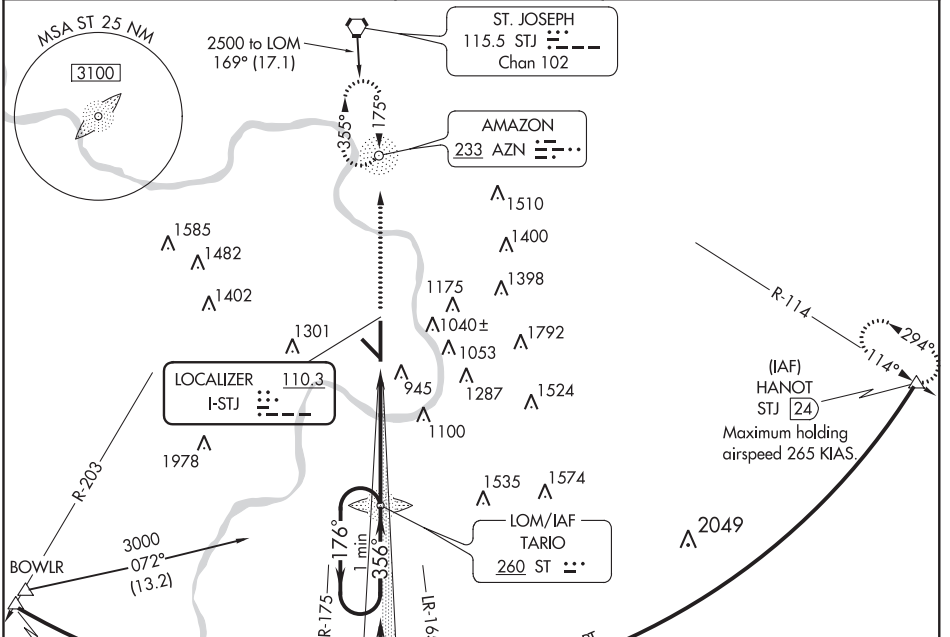 MSA ST 25 NM
3100
2500 to LOM
169° (17.1)
ST. JOSEPH
115.5 STJ
Chan 102
355°
175°
AMAZON
233 AZN
1510
1400
1398
1585
1482
1402
1301
1175
1040±
1053
1792
945
1287
1524
1100
LOCALIZER 110.3
I-STJ
1978
R-114
294°
114°
(IAF)
HANOT
STJ 24
Maximum holding
airspeed 265 KIAS.
R-203
1535
1574
2049
LOM/IAF
TARIO
260 ST
176°
1 min
356°
3000
072°
(13.2)
BOWLR
R-175